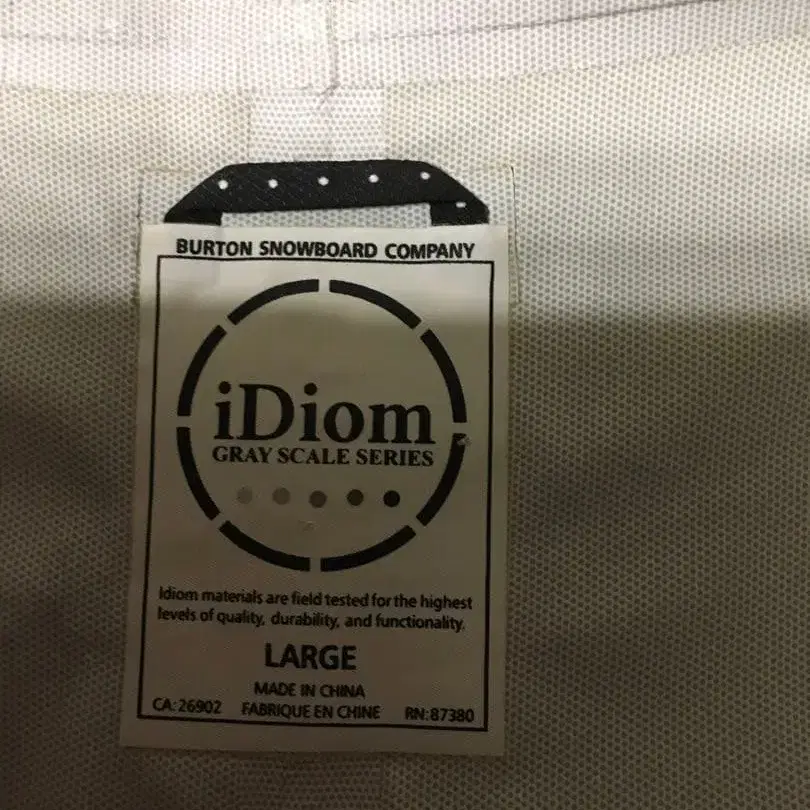 BURTON SNOWBOARD COMPANY
iDiom
GRAY SCALE SERIES
Idiom materials are field tested for the highest
levels of quality, durability, and functionality.
LARGE
MADE IN CHINA
CA:26902 FABRIQUE EN CHINE RN:87380